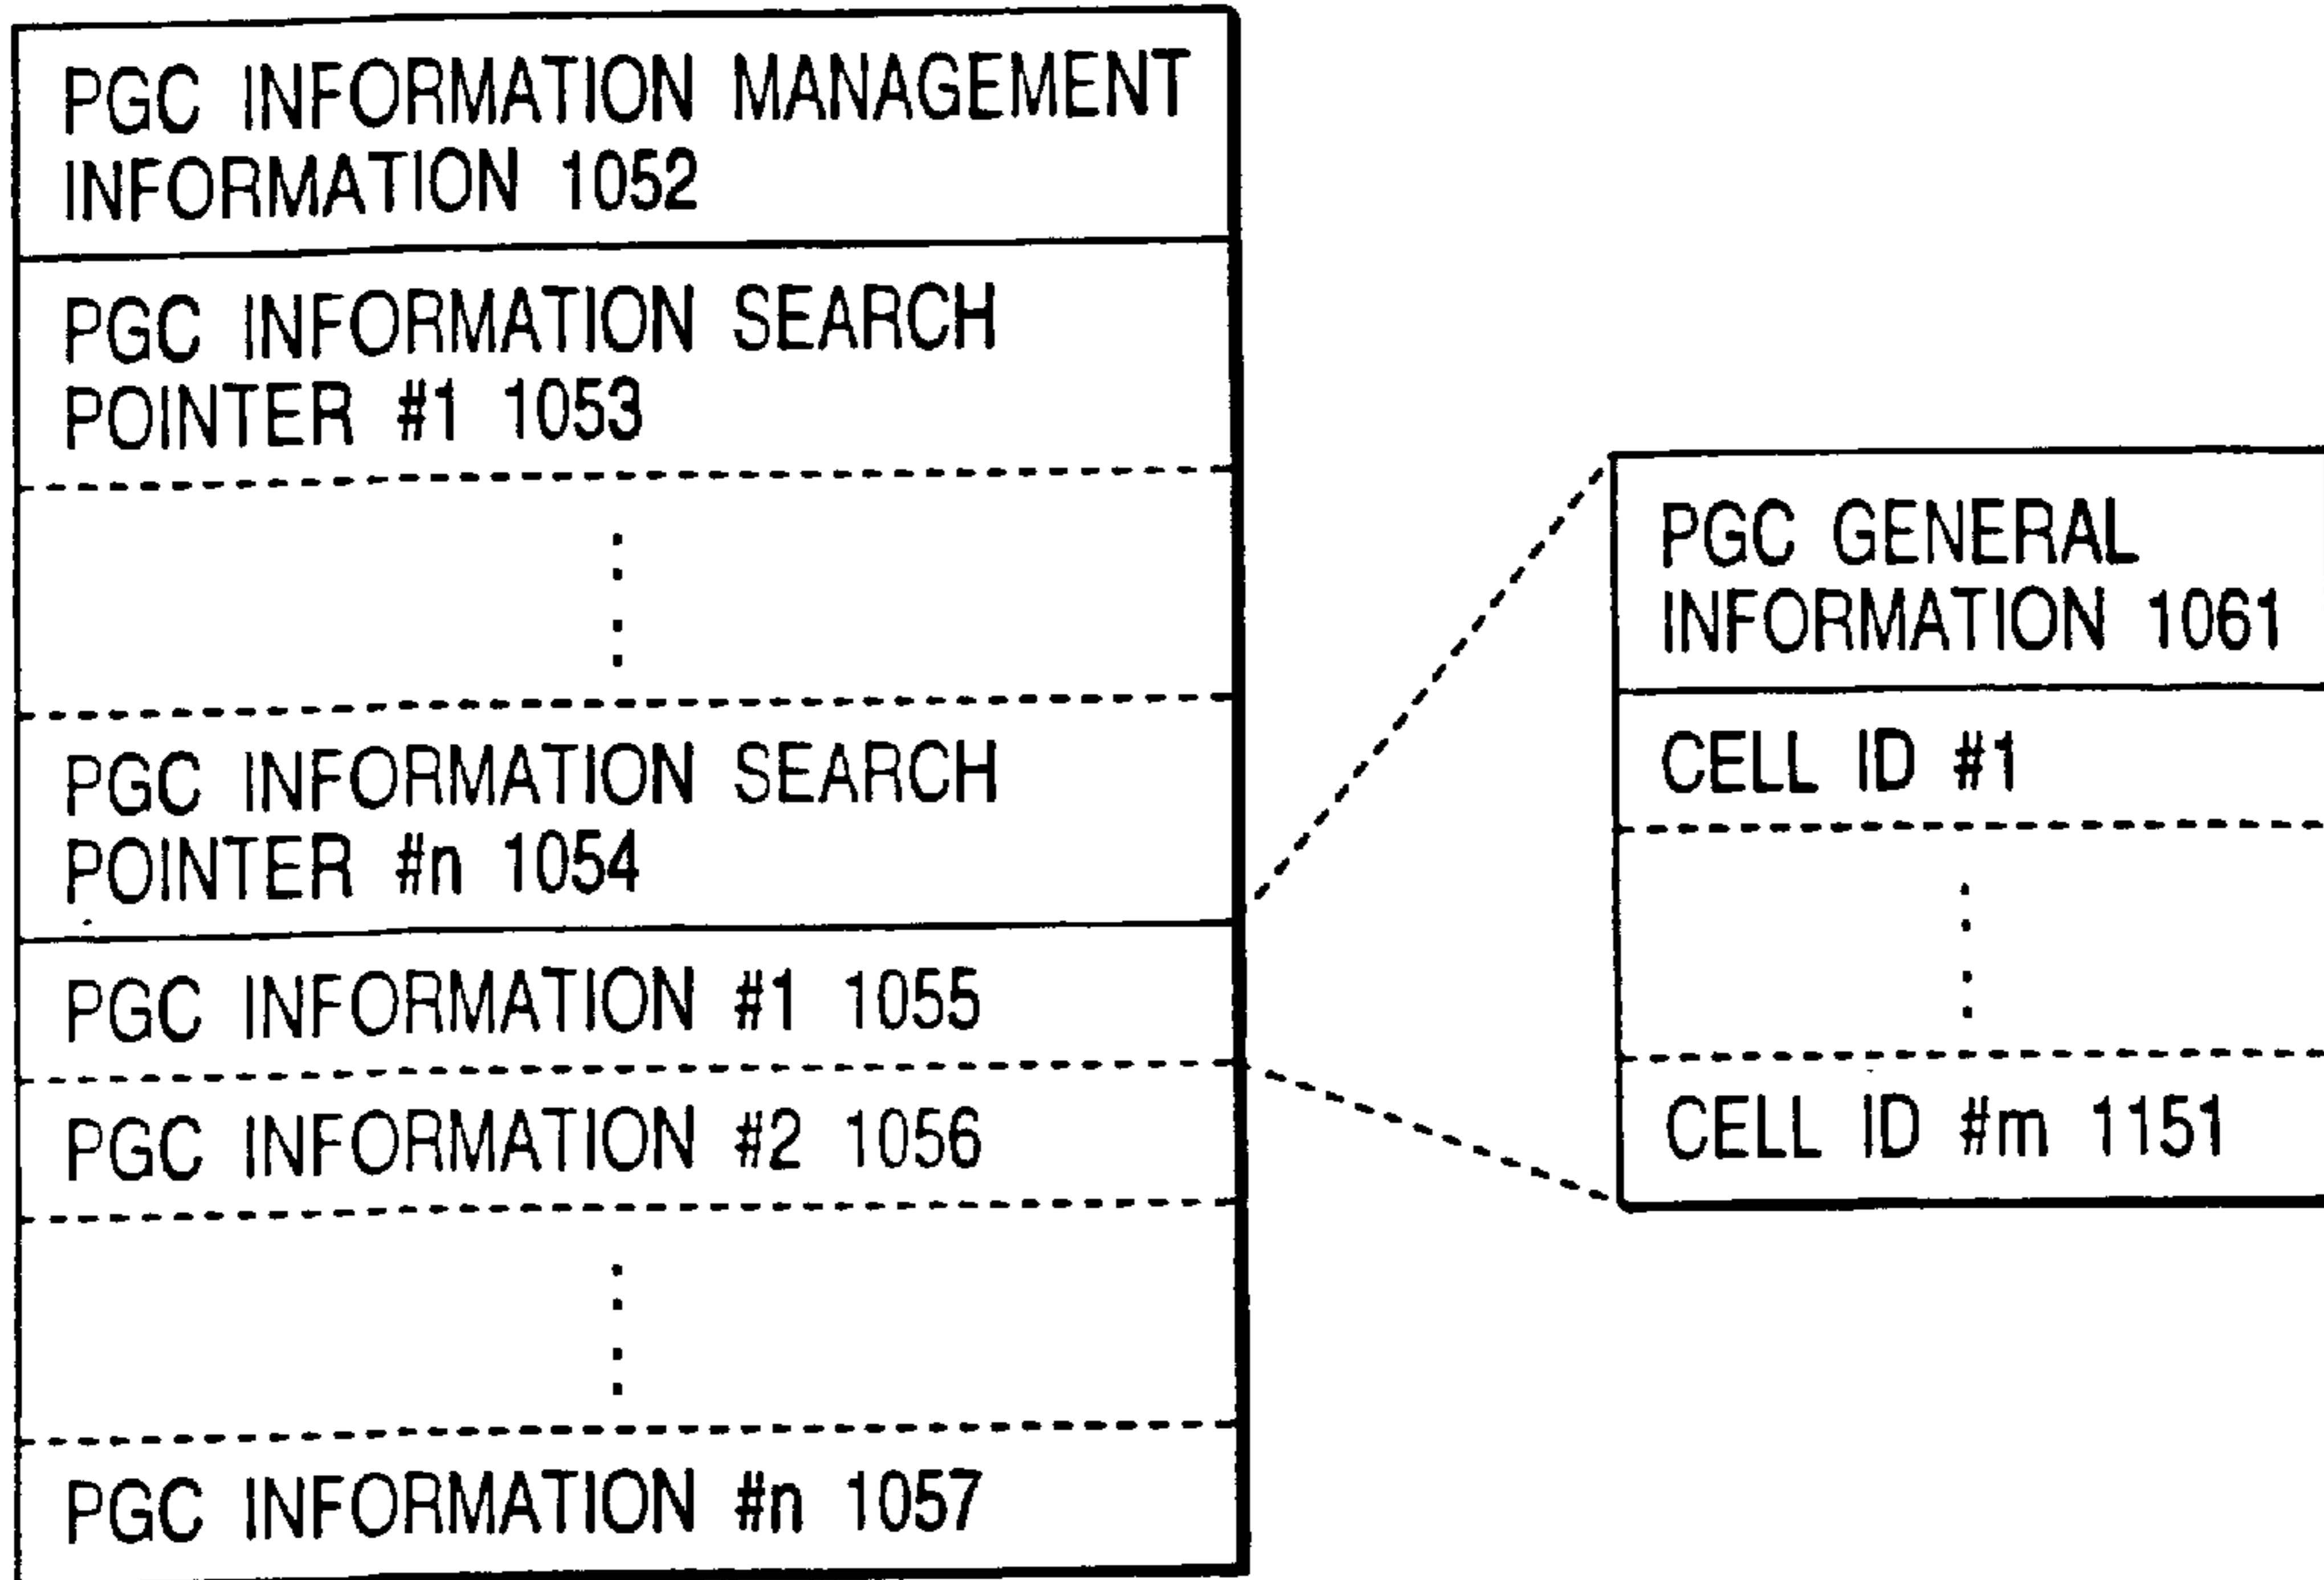 PGC INFORMATION MANAGEMENT
INFORMATION 1052
PGC INFORMATION SEARCH
POINTER #1 1053
PGC INFORMATION SEARCH
POINTER #n 1054
PGC INFORMATION #1 1055
PGC INFORMATION #2 1056
PGC INFORMATION #n 1057
PGC GENERAL
INFORMATION 1061
CELL ID #1
CELL ID #m 1151